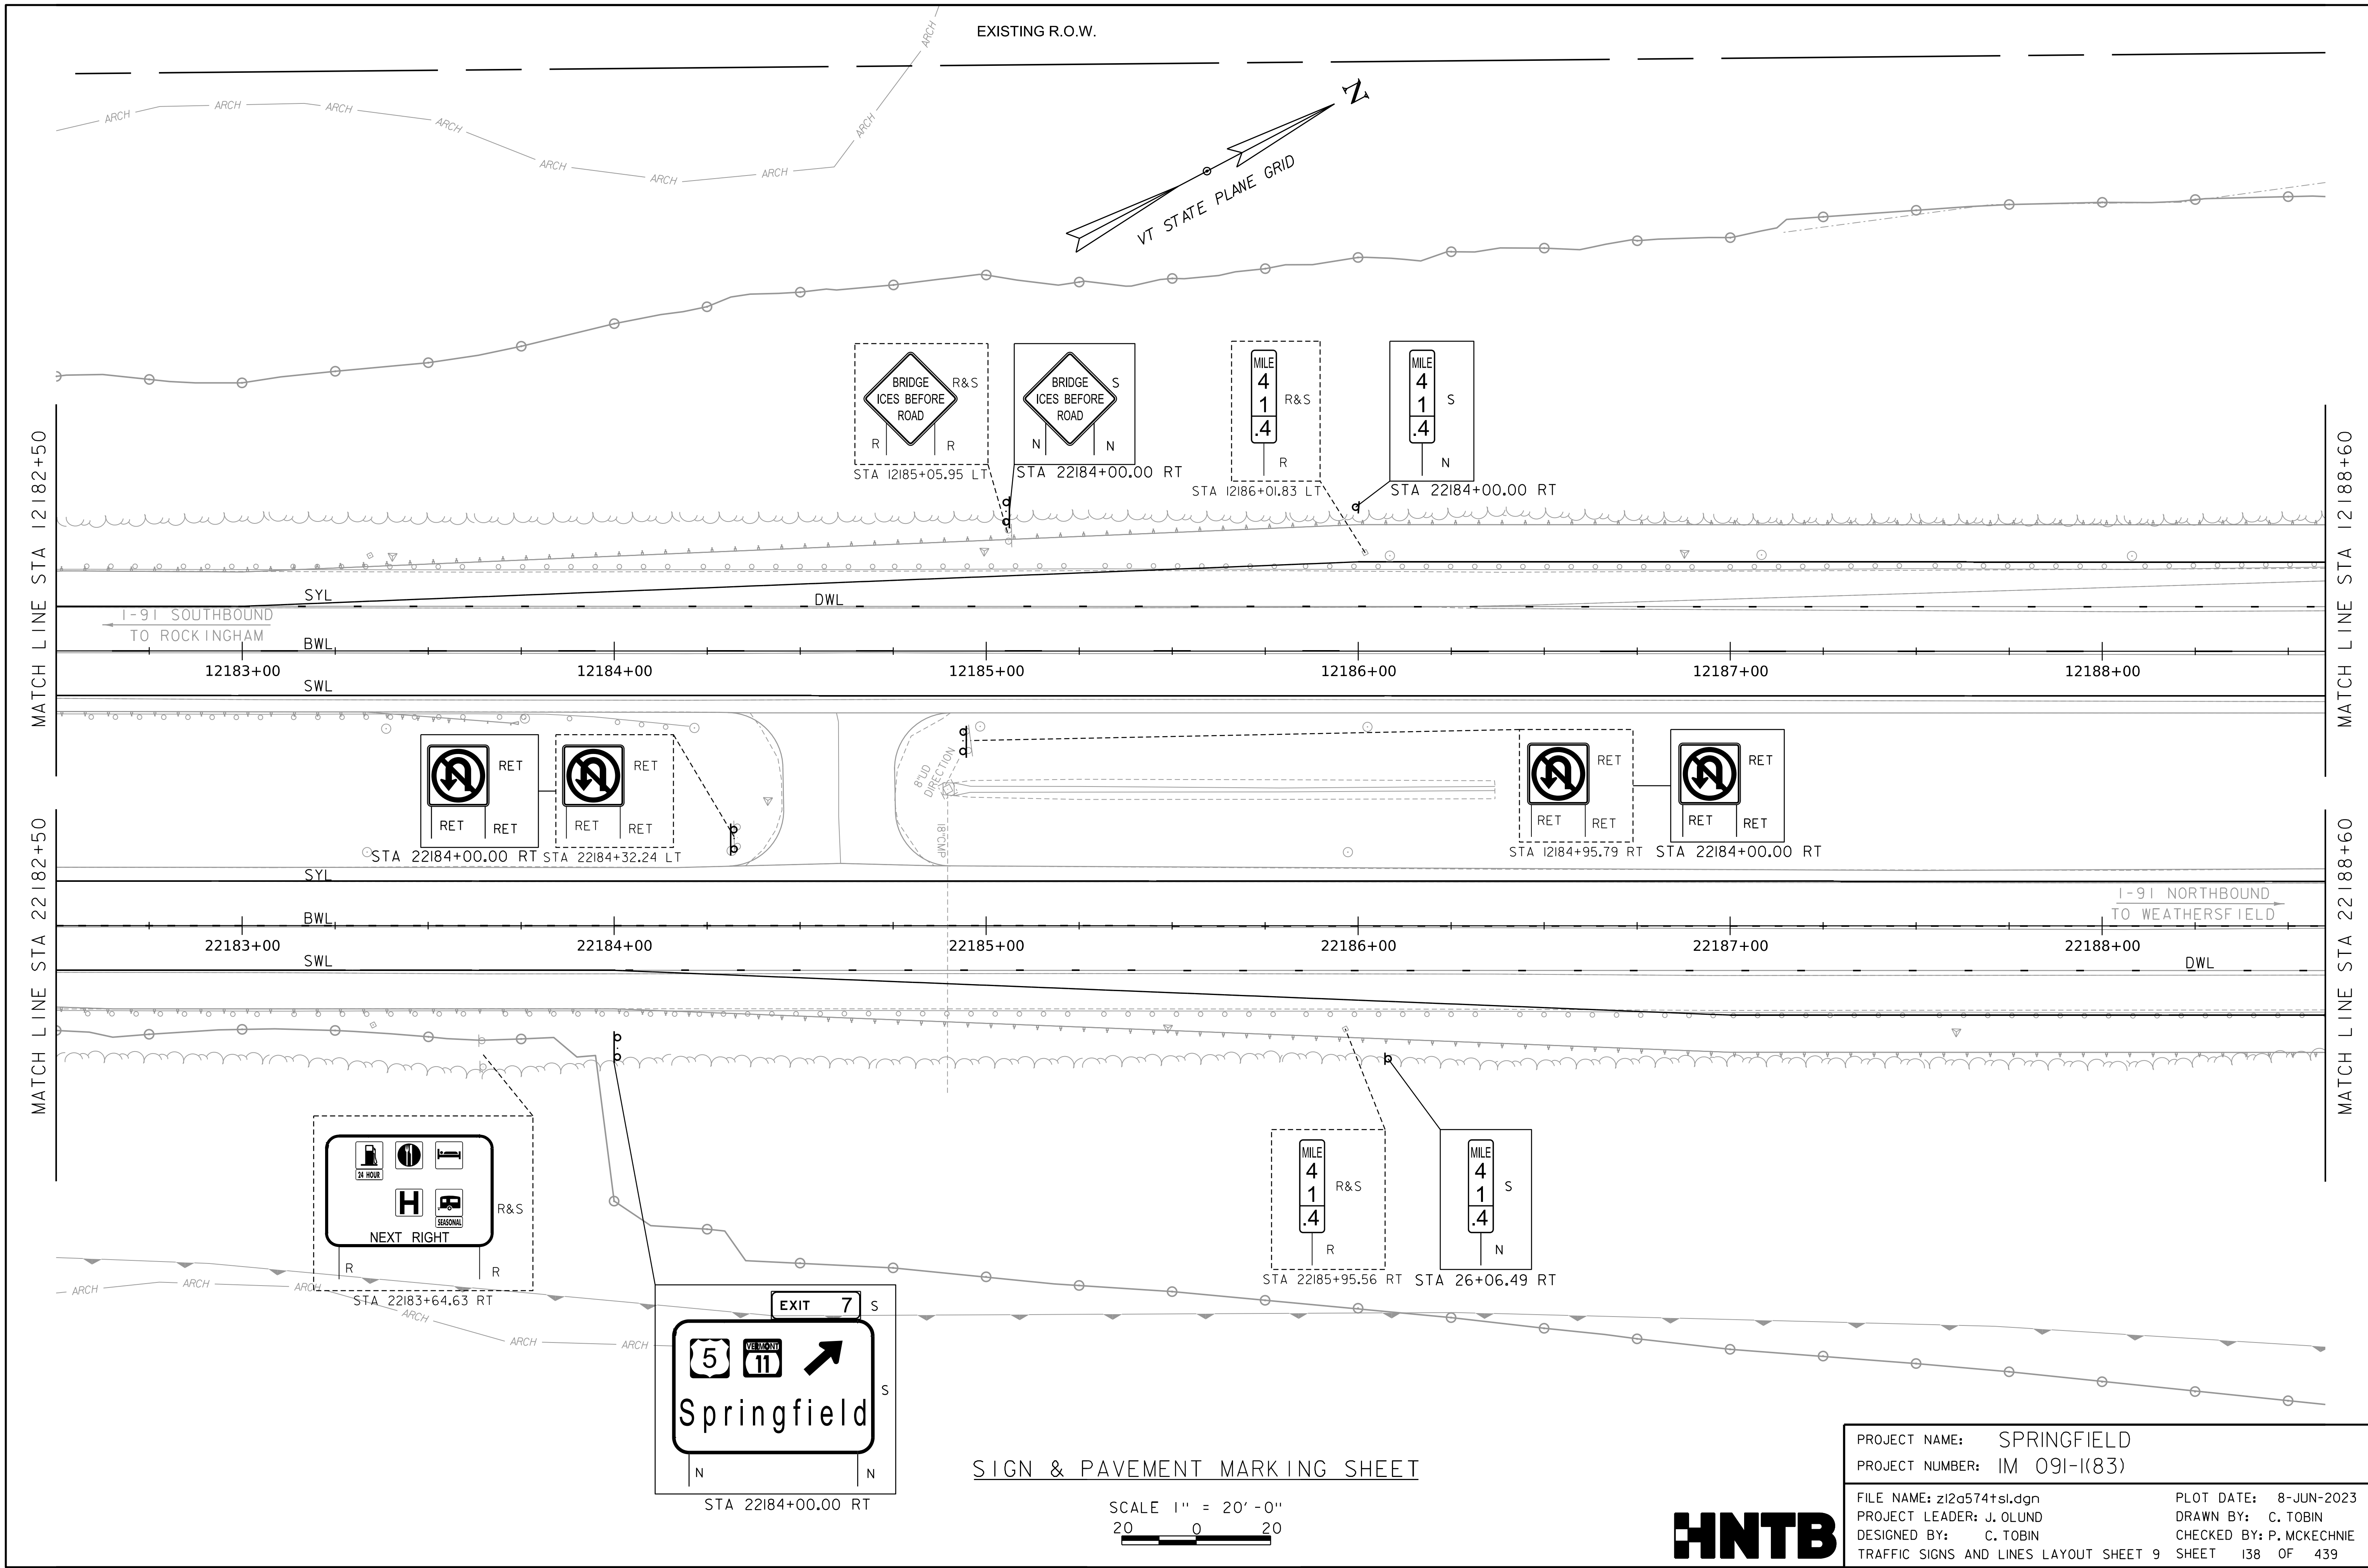 EXISTING R.O.W.
ARCH
ARCH
ARCH
ARCH
ARCH
ARCH
ARCH
ARCH
ARCH
N
VT STATE PLANE GRID
MATCH LINE STA 12182+50
MATCH LINE STA 12188+60
BRIDGE
ICES BEFORE
ROAD
R&S
R R
STA 12185+05.95 LT
BRIDGE
ICES BEFORE
ROAD
S
N N
STA 22184+00.00 RT
MILE
4
1
.4
R&S
R
STA 12186+01.83 LT
MILE
4
1
.4
S
N
STA 22184+00.00 RT
SYL
DWL
I-91 SOUTHBOUND
TO ROCKINGHAM
BWL
12183+00 12184+00 12185+00 12186+00 12187+00 12188+00
SWL
RET
RET RET
STA 22184+00.00 RT
RET
RET RET
STA 22184+32.24 LT
8"UD
DIRECTION
18"CMP
RET
RET RET
STA 12184+95.79 RT
RET
RET RET
STA 22184+00.00 RT
MATCH LINE STA 22182+50
MATCH LINE STA 22188+60
SYL
I-91 NORTHBOUND
TO WEATHERSFIELD
BWL
22183+00 22184+00 22185+00 22186+00 22187+00 22188+00
SWL
DWL
24 HOUR
H
SEASONAL
NEXT RIGHT
R&S
R R
STA 22183+64.63 RT
MILE
4
1
.4
R&S
R
STA 22185+95.56 RT
MILE
4
1
.4
S
N
STA 26+06.49 RT
ARCH
ARCH
ARCH
ARCH
ARCH
ARCH
EXIT 7
S
5
VERMONT
11
Springfield
S
N N
STA 22184+00.00 RT
SIGN & PAVEMENT MARKING SHEET
SCALE 1" = 20'-0"
20 0 20
HNTB
PROJECT NAME: SPRINGFIELD
PROJECT NUMBER: IM 091-1(83)
FILE NAME: z12a574tsl.dgn PLOT DATE: 8-JUN-2023
PROJECT LEADER: J. OLUND DRAWN BY: C. TOBIN
DESIGNED BY: C. TOBIN CHECKED BY: P. MCKECHNIE
TRAFFIC SIGNS AND LINES LAYOUT SHEET 9 SHEET 138 OF 439